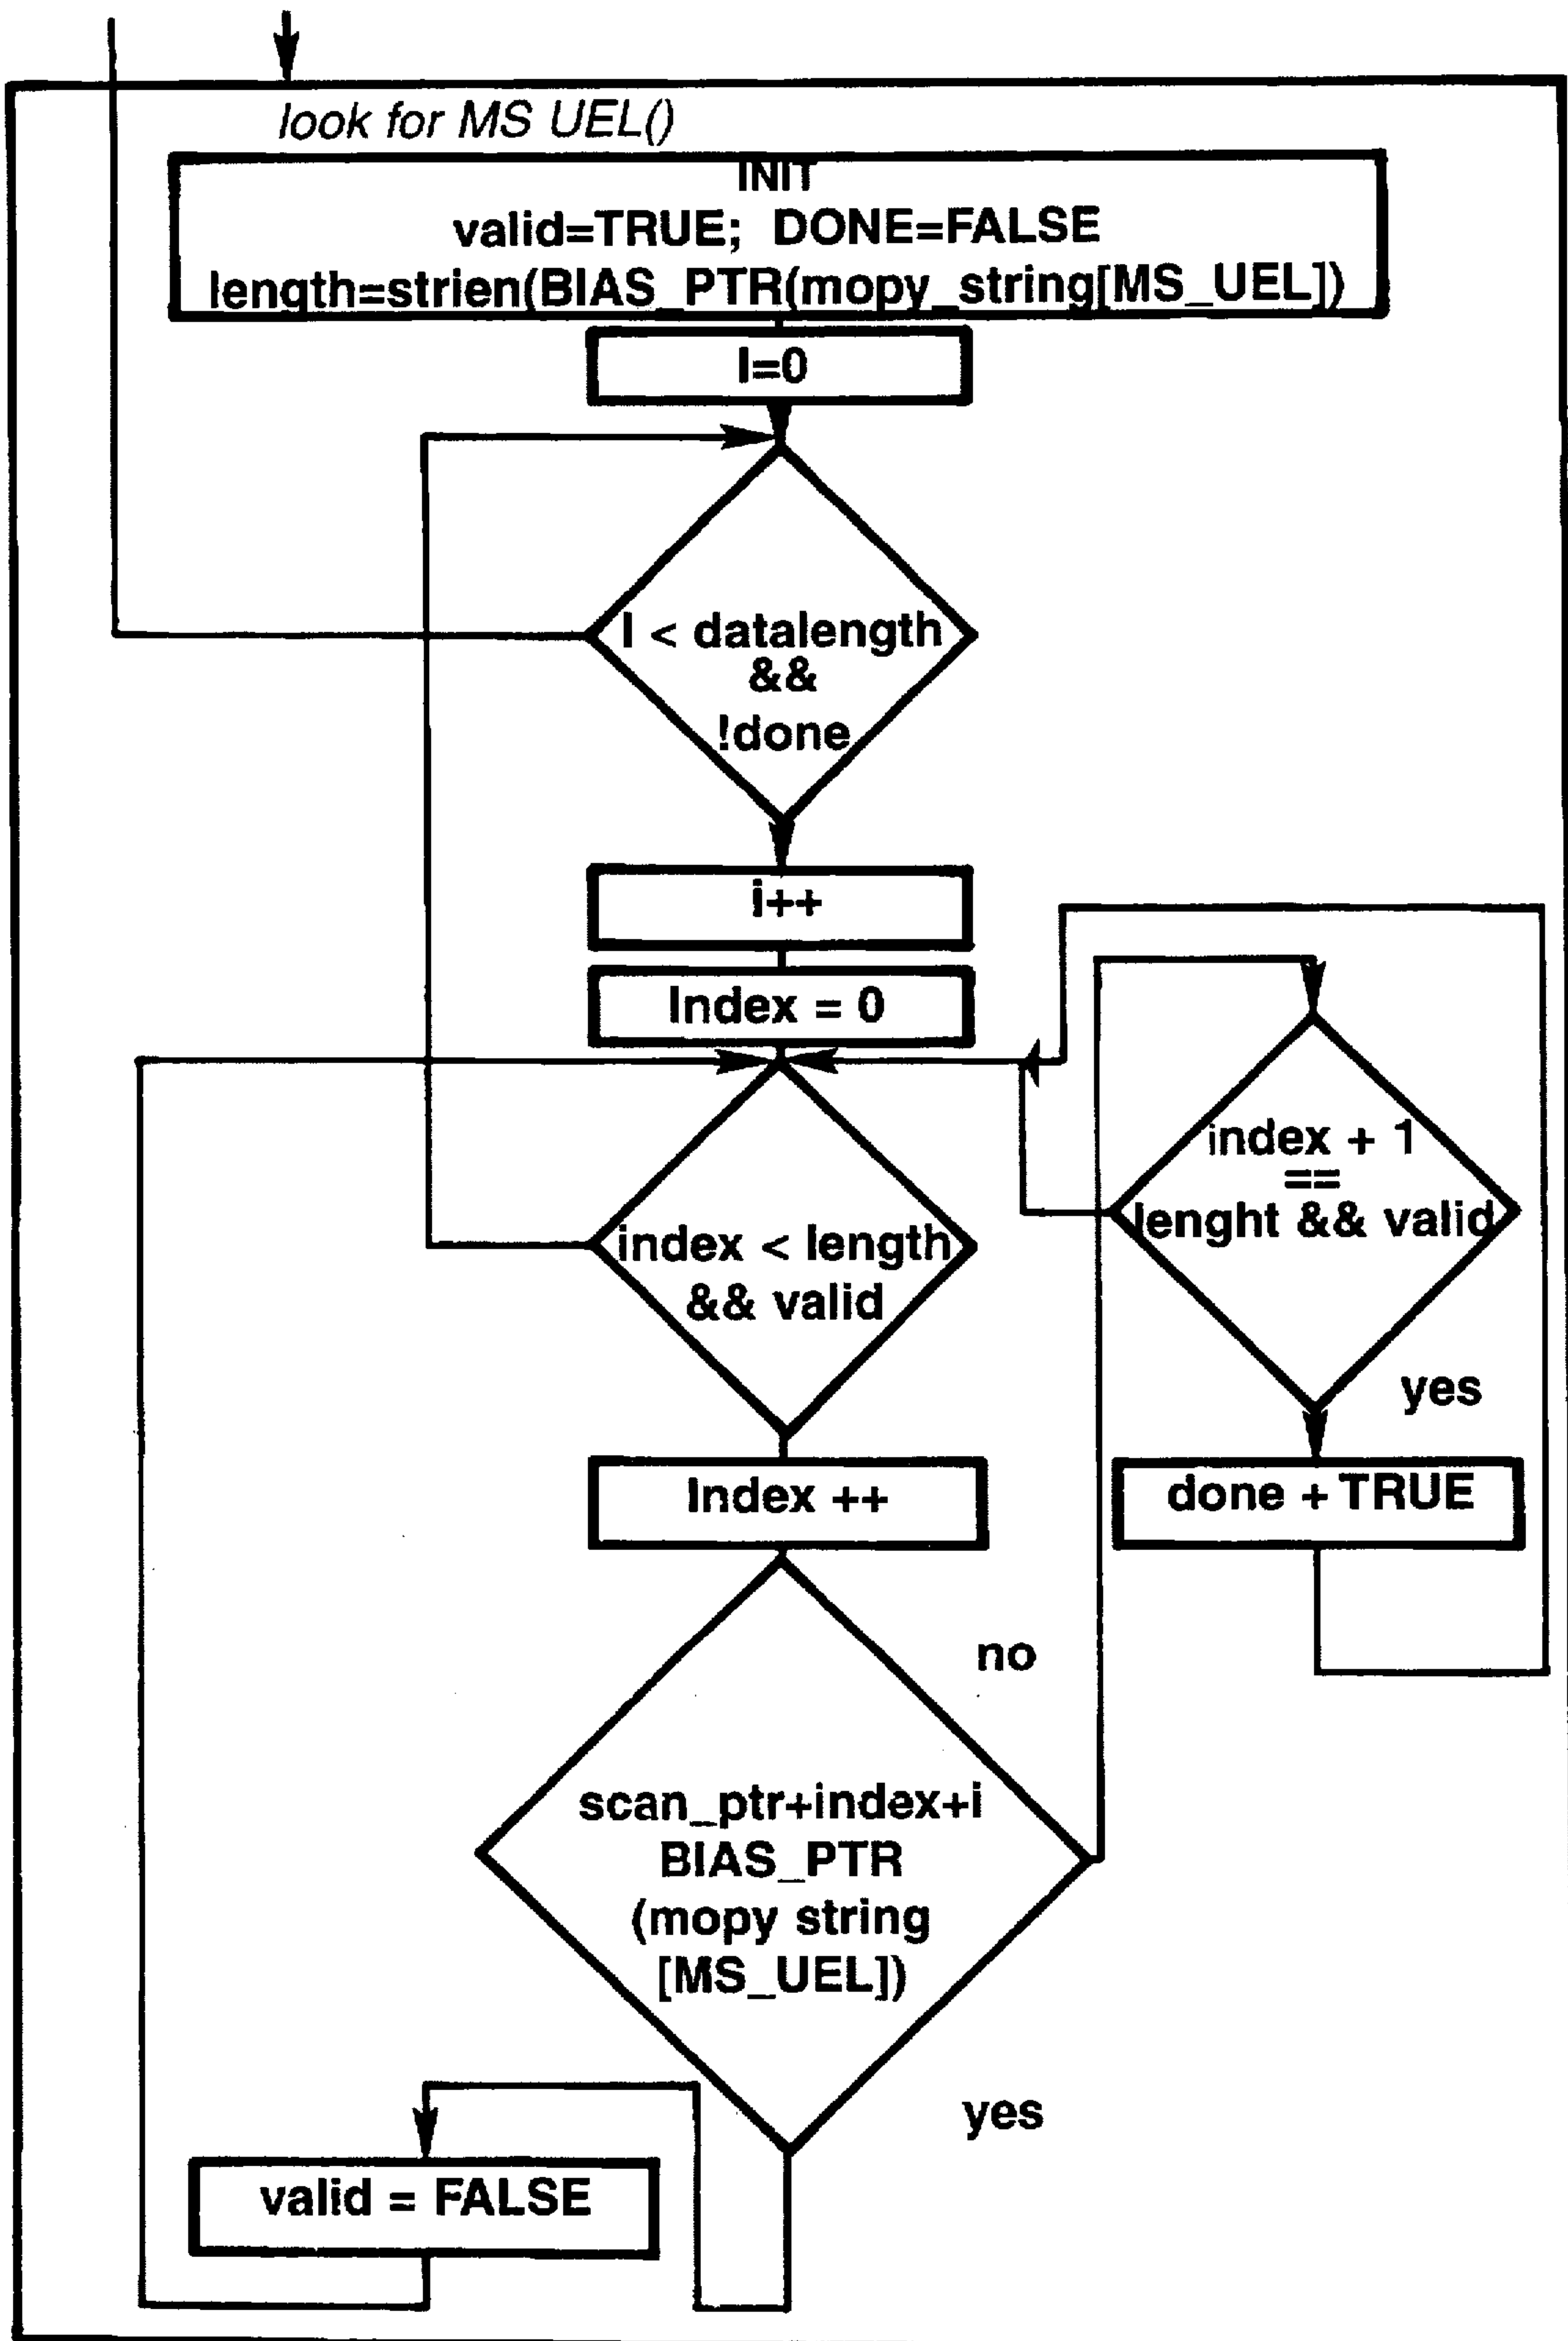 look for MS UEL()
INIT
valid=TRUE; DONE=FALSE
length=strien(BIAS_PTR(mopy_string[MS_UEL])
I=0
I < datalength
&&
!done
i++
Index = 0
index + 1
==
lenght && valid
index < length
&& valid
yes
Index ++
done + TRUE
no
scan_ptr+index+i
BIAS_PTR
(mopy string
[MS_UEL])
yes
valid = FALSE